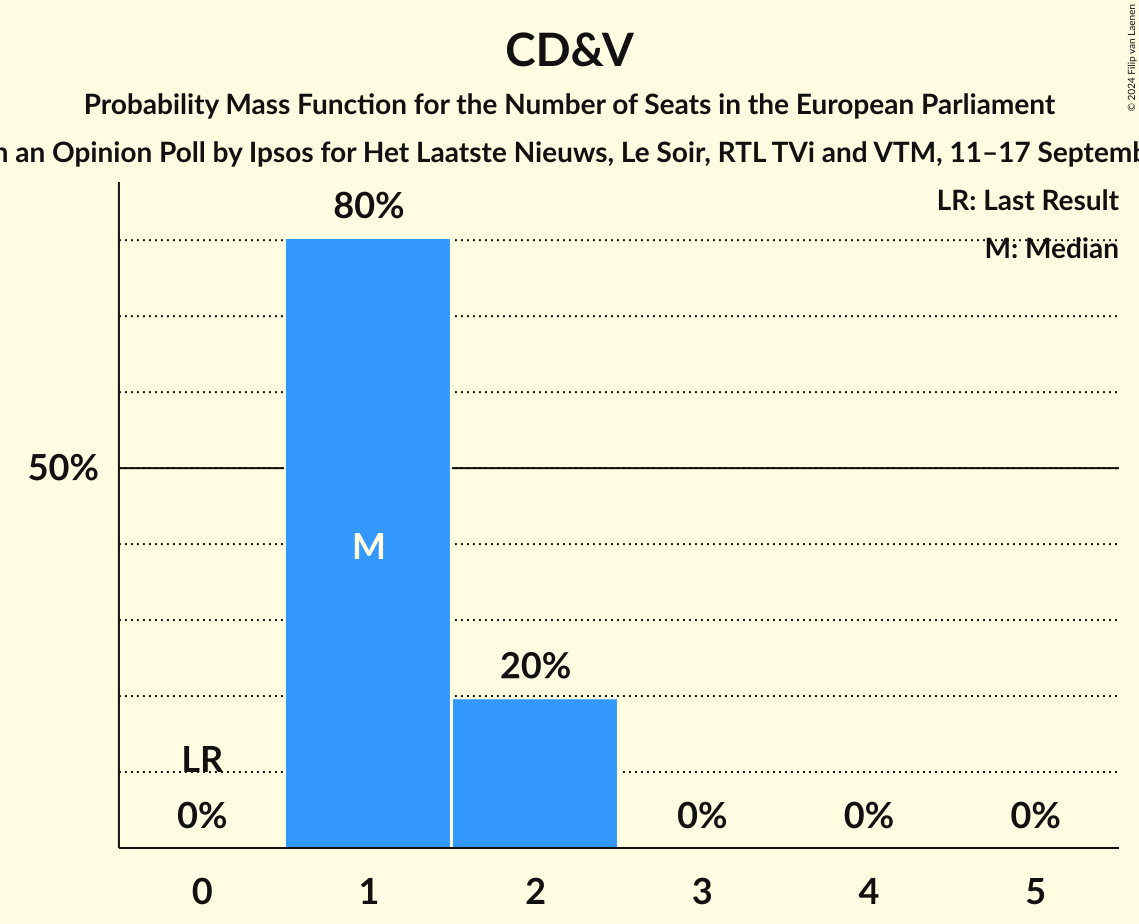 CD&V
Probability Mass Function for the Number of Seats in the European Parliament
an Opinion Poll by Ipsos for Het Laatste Nieuws, Le Soir, RTL TVi and VTM, 11–17
© 2024 Filip van Laenen
LR: Last Result
M: Median
80%
50%
M
20%
LR
0%
0%
0%
0%
0
1
2
3
4
5